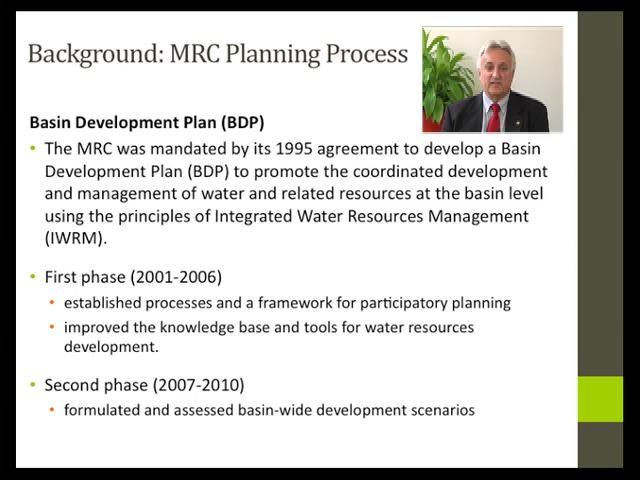 Background: MRC Planning Process
Basin Development Plan (BDP)
• The MRC was mandated by its 1995 agreement to develop a Basin
Development Plan (BDP) to promote the coordinated development
and management of water and related resources at the basin level
using the principles of Integrated Water Resources Management
(IWRM).
• First phase (2001-2006)
• established processes and a framework for participatory planning
• improved the knowledge base and tools for water resources
development.
• Second phase (2007-2010)
• formulated and assessed basin-wide development scenarios